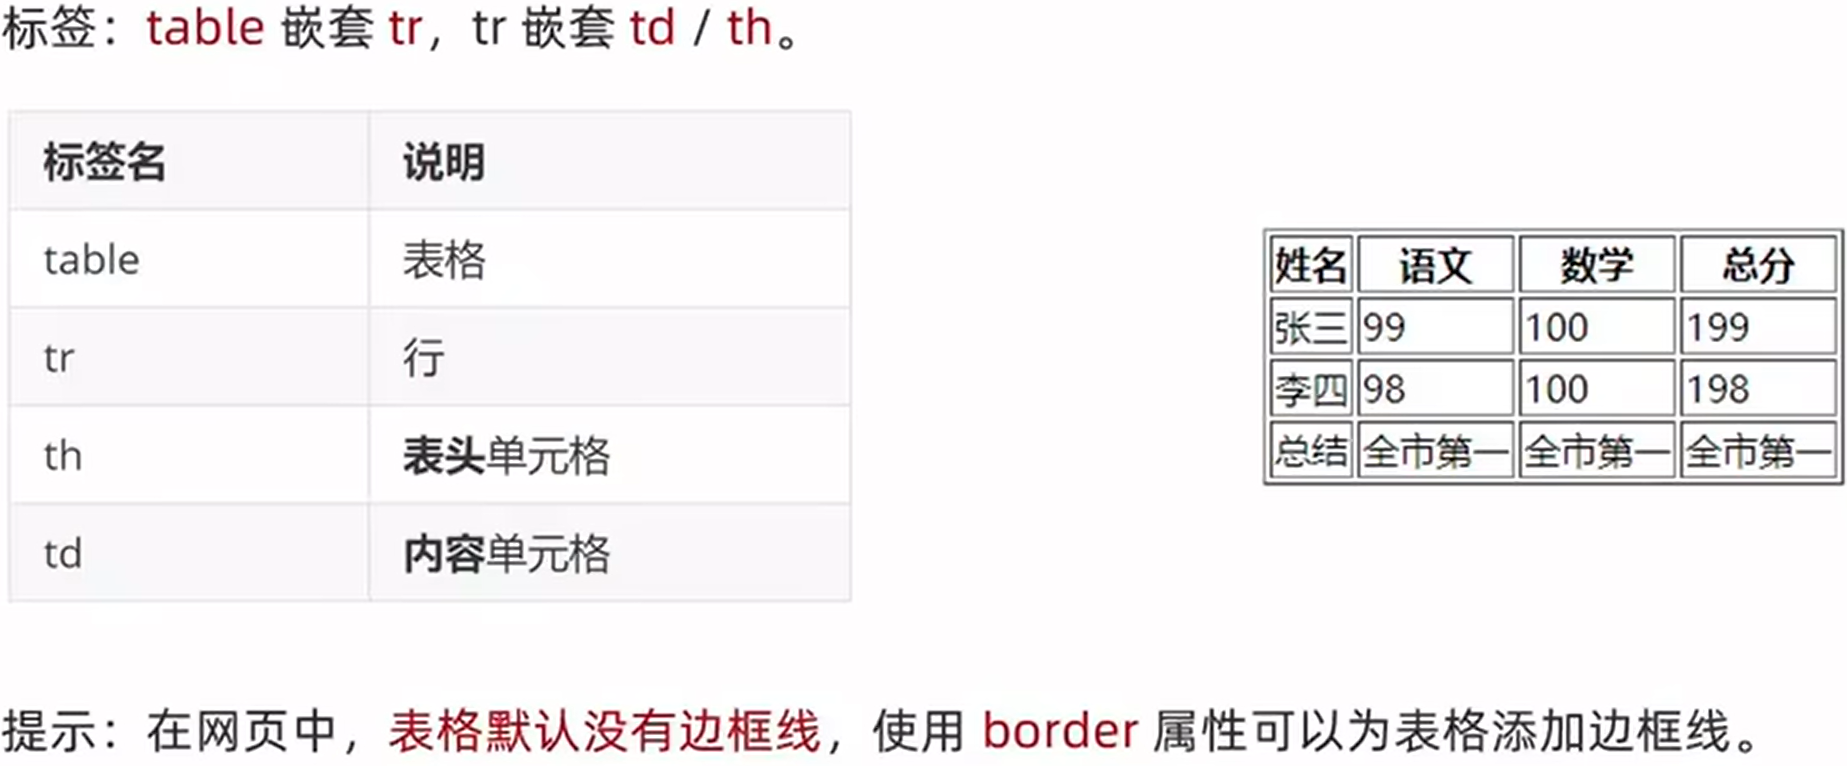 标签：table 嵌套 tr，tr 嵌套 td / th。
标签名 说明
table 表格
tr 行
th 表头单元格
td 内容单元格
姓名 语文 数学 总分
张三 99 100 199
李四 98 100 198
总结 全市第一 全市第一 全市第一
提示：在网页中，表格默认没有边框线，使用 border 属性可以为表格添加边框线。